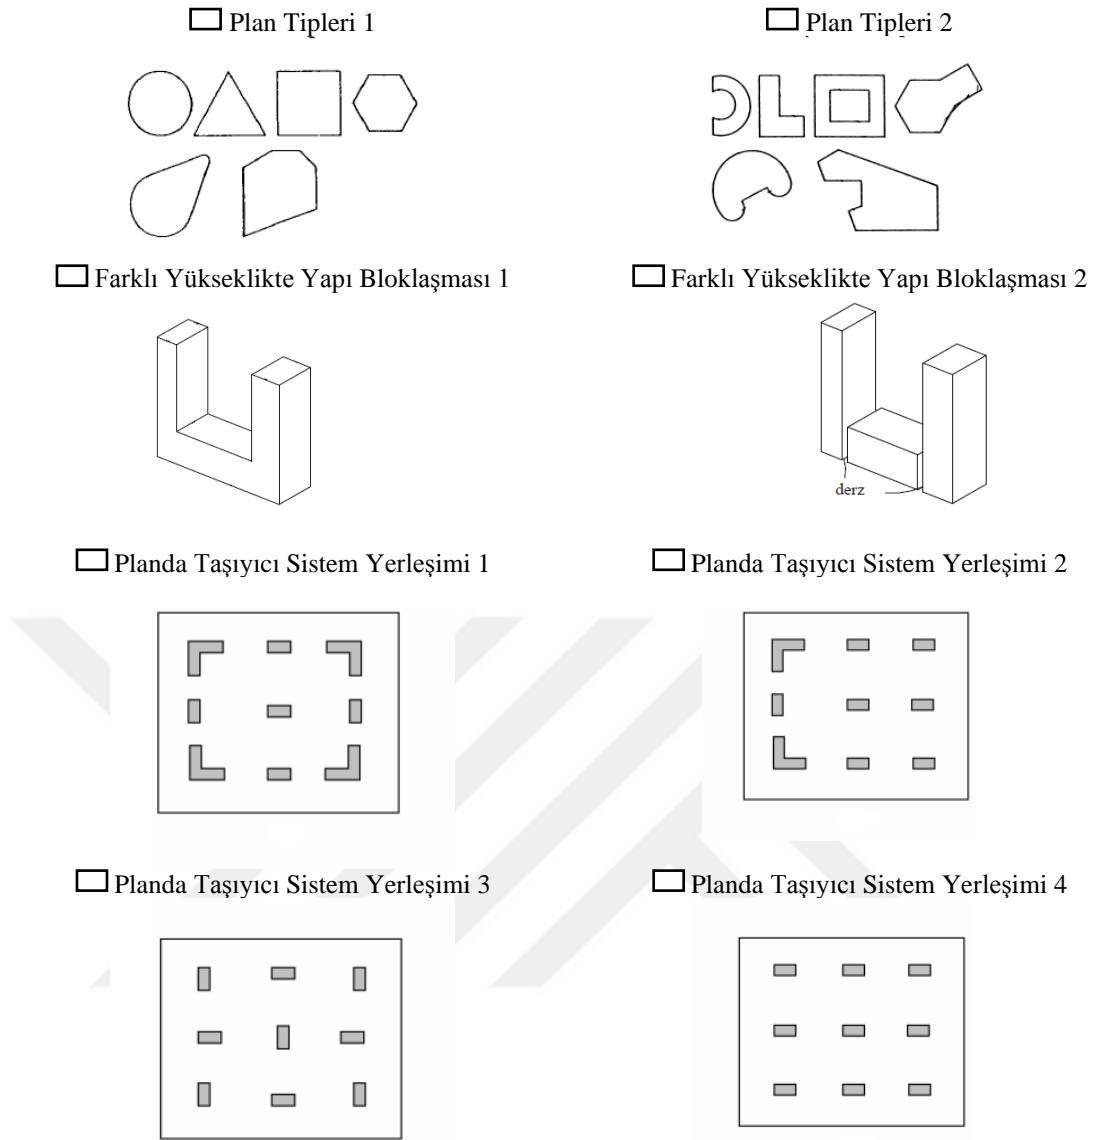 Plan Tipleri 1
Plan Tipleri 2
Farklı Yükseklikte Yapı Bloklaşması 1
Farklı Yükseklikte Yapı Bloklaşması 2
derz
Planda Taşıyıcı Sistem Yerleşimi 1
Planda Taşıyıcı Sistem Yerleşimi 2
Planda Taşıyıcı Sistem Yerleşimi 3
Planda Taşıyıcı Sistem Yerleşimi 4